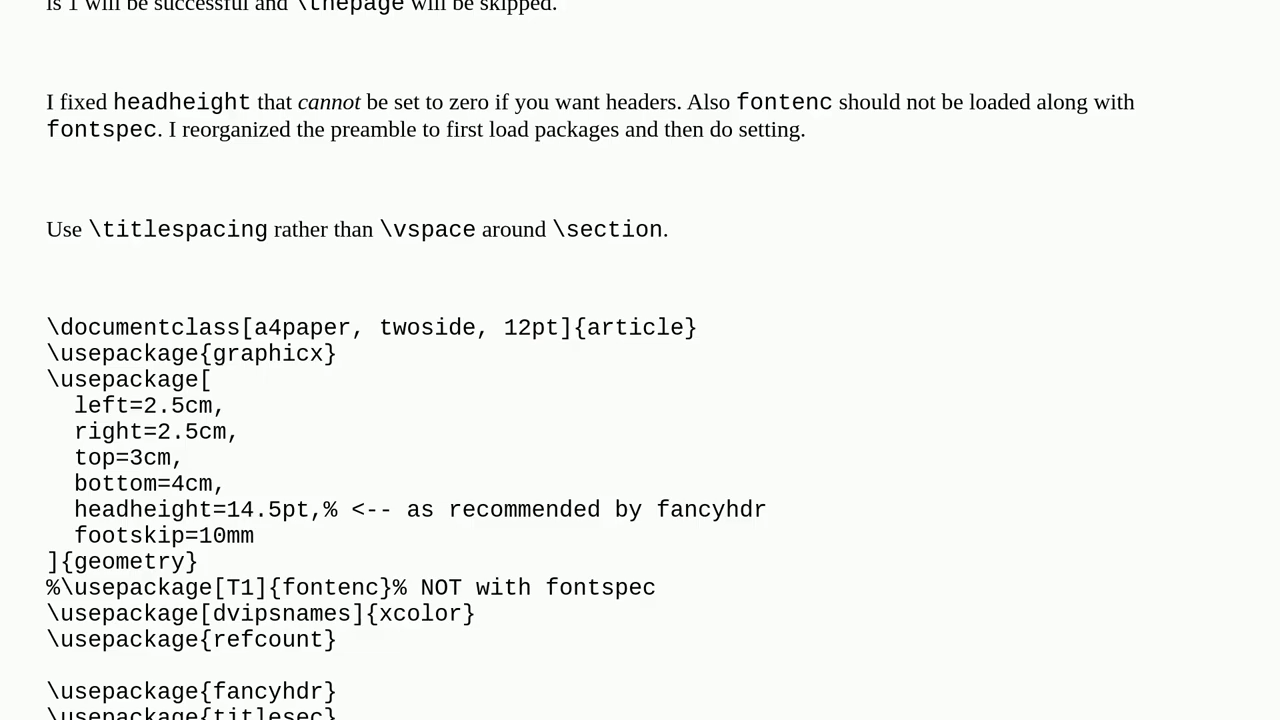 is 1 will be successful and \thepage will be skipped.
I fixed headheight that cannot be set to zero if you want headers. Also fontenc should not be loaded along with
fontspec. I reorganized the preamble to first load packages and then do setting.
Use \titlespacing rather than \vspace around \section.
\documentclass[a4paper, twoside, 12pt]{article}
\usepackage{graphicx}
\usepackage[
  left=2.5cm,
  right=2.5cm,
  top=3cm,
  bottom=4cm,
  headheight=14.5pt,% <-- as recommended by fancyhdr
  footskip=10mm
]{geometry}
%\usepackage[T1]{fontenc}% NOT with fontspec
\usepackage[dvipsnames]{xcolor}
\usepackage{refcount}
\usepackage{fancyhdr}
\usepackage{titlesec}